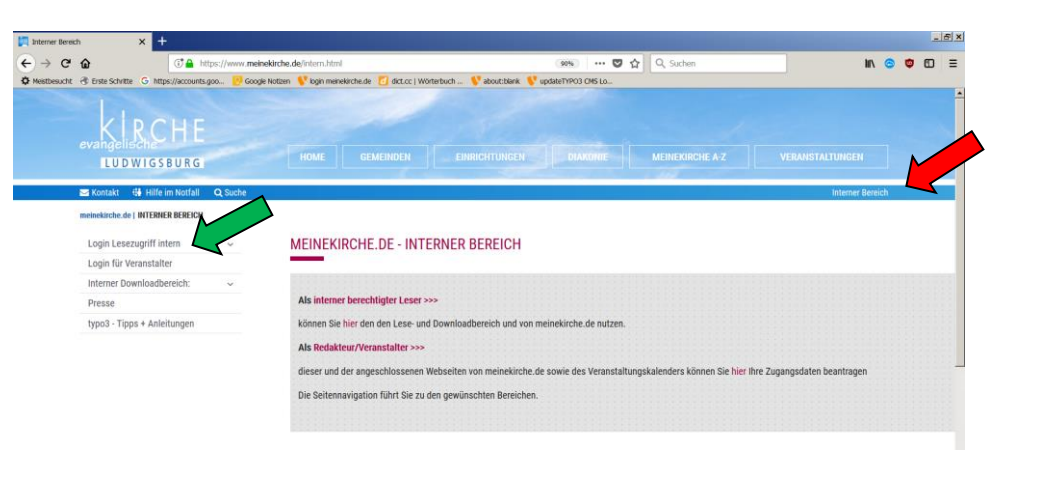 Interner Bereich
https://www.meinekirche.de/intern.html
90%
Suchen
Meistbesucht Erste Schritte https://accounts.goo... Google Notizen login meinekirche.de dict.cc | Wörterbuch ... about:blank updateTYPO3 CMS Lo...
KIRCHE
evangelische
LUDWIGSBURG
HOME GEMEINDEN EINRICHTUNGEN DIAKONIE MEINEKIRCHE A-Z VERANSTALTUNGEN
Kontakt Hilfe im Notfall Suche Interner Bereich
meinekirche.de | INTERNER BEREICH
Login Lesezugriff intern
Login für Veranstalter
Interner Downloadbereich:
Presse
typo3 - Tipps + Anleitungen
MEINEKIRCHE.DE - INTERNER BEREICH
Als interner berechtigter Leser >>>
können Sie hier den den Lese- und Downloadbereich und von meinekirche.de nutzen.
Als Redakteur/Veranstalter >>>
dieser und der angeschlossenen Webseiten von meinekirche.de sowie des Veranstaltungskalenders können Sie hier Ihre Zugangsdaten beantragen
Die Seitennavigation führt Sie zu den gewünschten Bereichen.